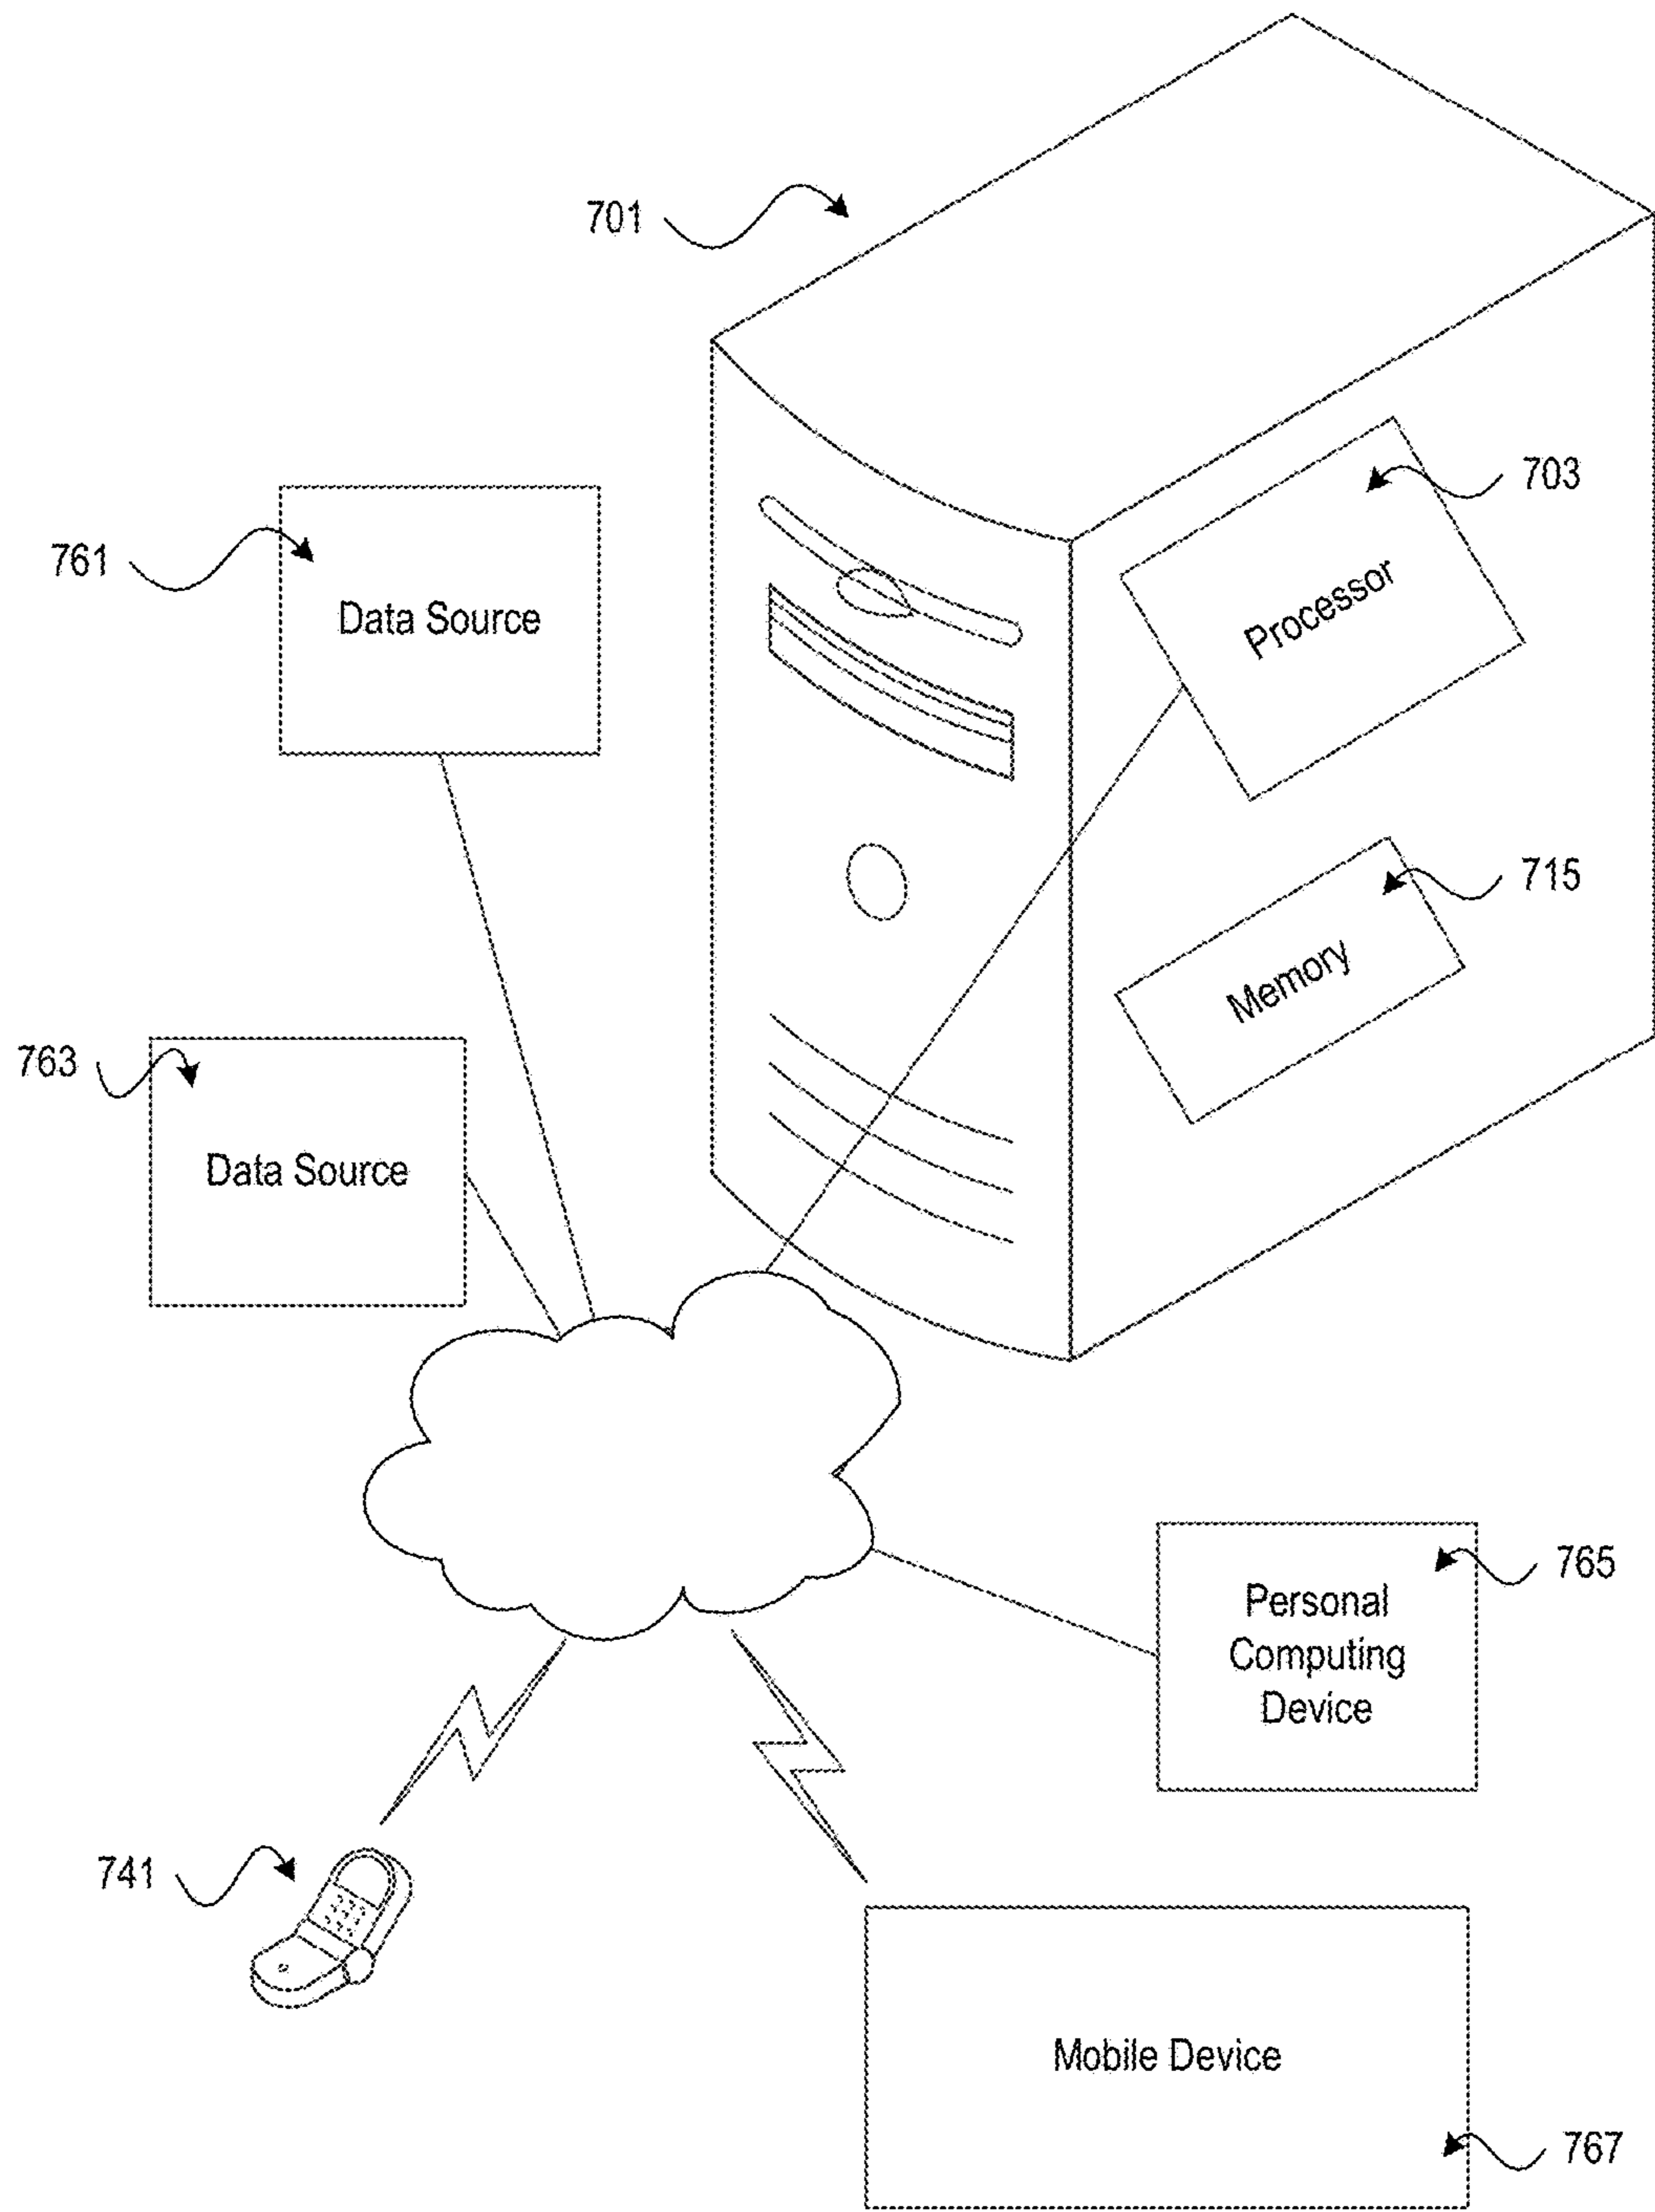 701
703
Processor
761
Data Source
715
Memory
763
Data Source
765
Personal
Computing
Device
741
Mobile Device
767